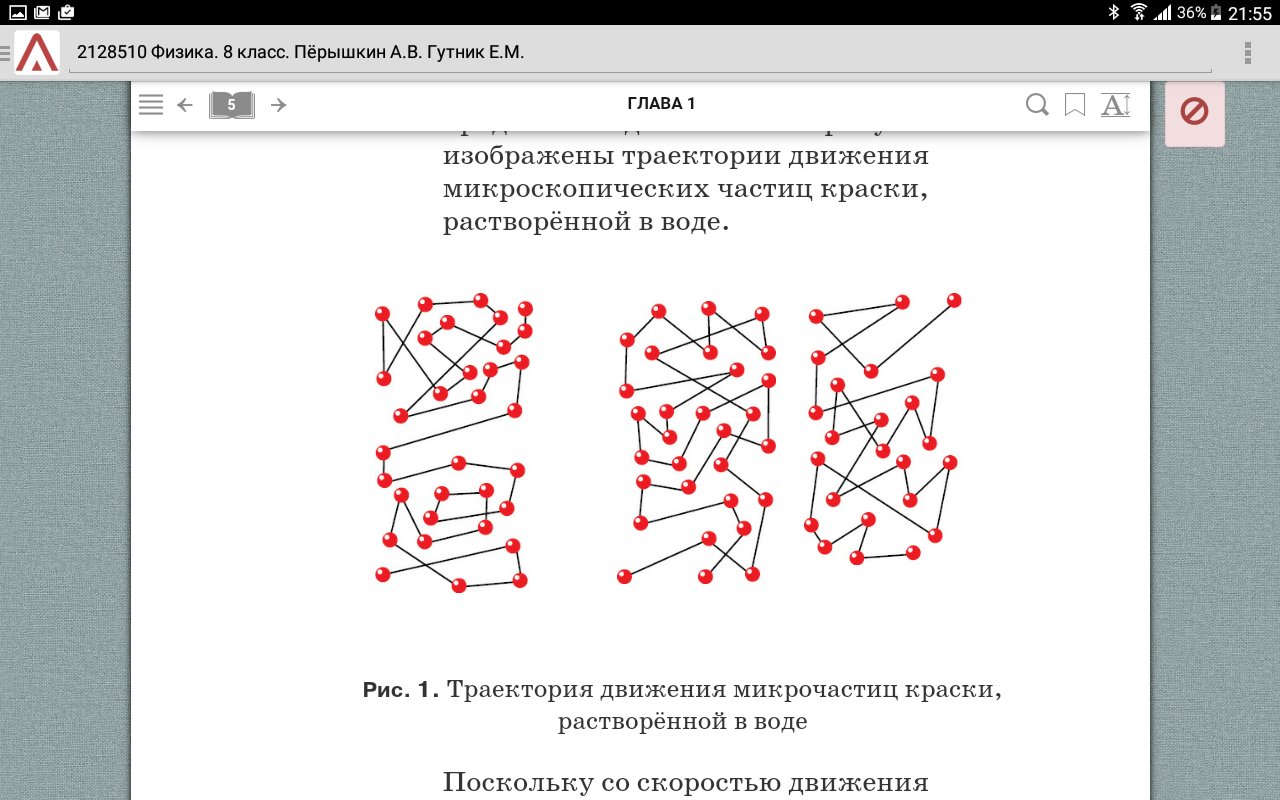 36% 21:55
2128510 Физика. 8 класс. Пёрышкин А.В. Гутник Е.М.
5 ГЛАВА 1 A
изображены траектории движения
микроскопических частиц краски,
растворённой в воде.
Рис. 1. Траектория движения микрочастиц краски,
растворённой в воде
Поскольку со скоростью движения